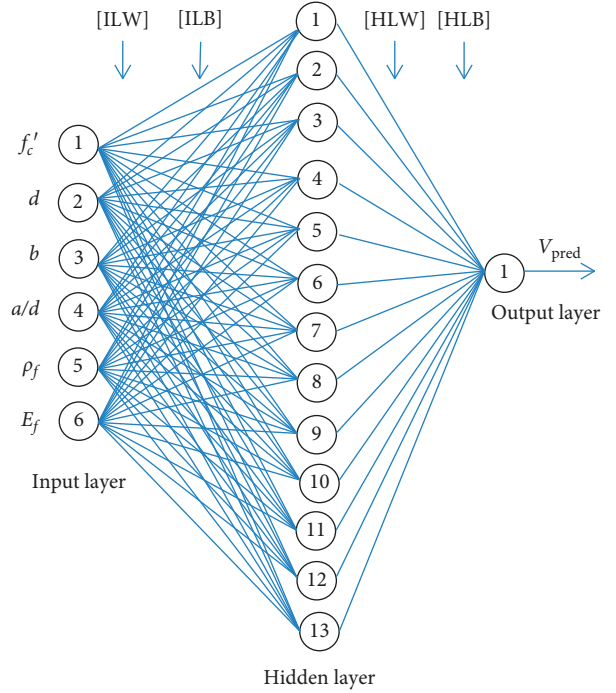 [ILW] [ILB] [HLW] [HLB]
1
2
3
4
5
6
7
8
9
10
11
12
13
f_c′ 1
d 2
b 3
a/d 4
ρ_f 5
E_f 6
Input layer
Hidden layer
1
V_pred
Output layer